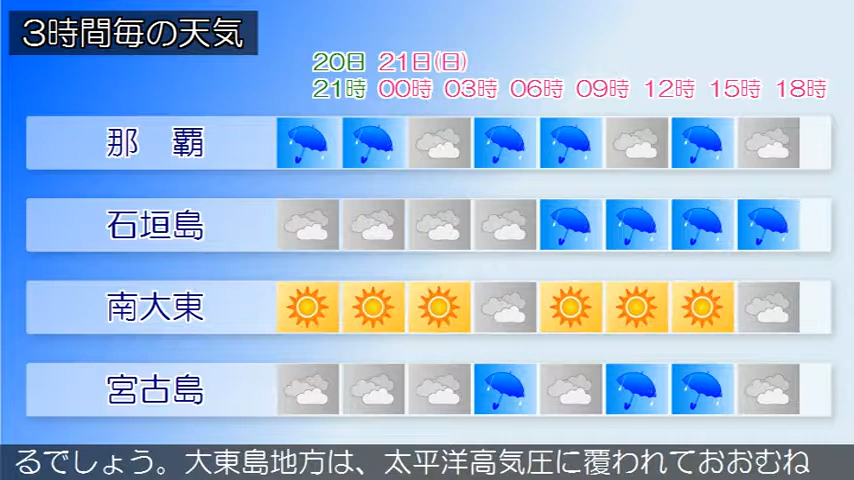 3時間毎の天気
20日 21日(日)
21時 00時 03時 06時 09時 12時 15時 18時
那 覇
石垣島
南大東
宮古島
るでしょう。大東島地方は、太平洋高気圧に覆われておおむね